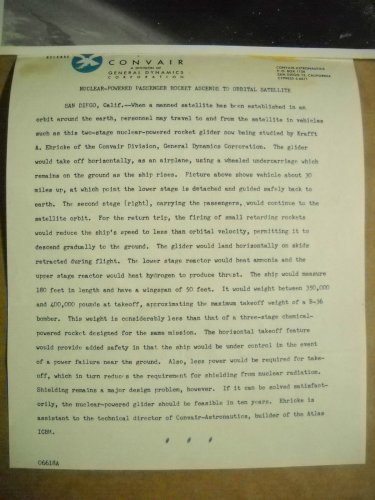 RELEASE
CONVAIR
A DIVISION OF
GENERAL DYNAMICS
CORPORATION
CONVAIR-ASTRONAUTICS
P. O. BOX 1128
SAN DIEGO 12, CALIFORNIA
CYPRESS 6-6611
NUCLEAR-POWERED PASSENGER ROCKET ASCENDS TO ORBITAL SATELLITE
SAN DIEGO, Calif.--When a manned satellite has been established in an
orbit around the earth, personnel may travel to and from the satellite in vehicles
such as this two-stage nuclear-powered rocket glider now being studied by Krafft
A. Ehricke of the Convair Division, General Dynamics Corporation. The glider
would take off horizontally, as an airplane, using a wheeled undercarriage which
remains on the ground as the ship rises. Picture above shows vehicle about 30
miles up, at which point the lower stage is detached and guided safely back to
earth. The second stage (right), carrying the passengers, would continue to the
satellite orbit. For the return trip, the firing of small retarding rockets
would reduce the ship's speed to less than orbital velocity, permitting it to
descend gradually to the ground. The glider would land horizontally on skids
retracted during flight. The lower stage reactor would heat ammonia and the
upper stage reactor would heat hydrogen to produce thrust. The ship would measure
180 feet in length and have a wingspan of 50 feet. It would weigh between 350,000
and 400,000 pounds at takeoff, approximating the maximum takeoff weight of a B-36
bomber. This weight is considerably less than that of a three-stage chemical-
powered rocket designed for the same mission. The horizontal takeoff feature
would provide added safety in that the ship would be under control in the event
of a power failure near the ground. Also, less power would be required for take-
off, which in turn reduces the requirement for shielding from nuclear radiation.
Shielding remains a major design problem, however. If it can be solved satisfact-
orily, the nuclear-powered glider should be feasible in ten years. Ehricke is
assistant to the technical director of Convair-Astronautics, builder of the Atlas
ICBM.
# # #
06618A